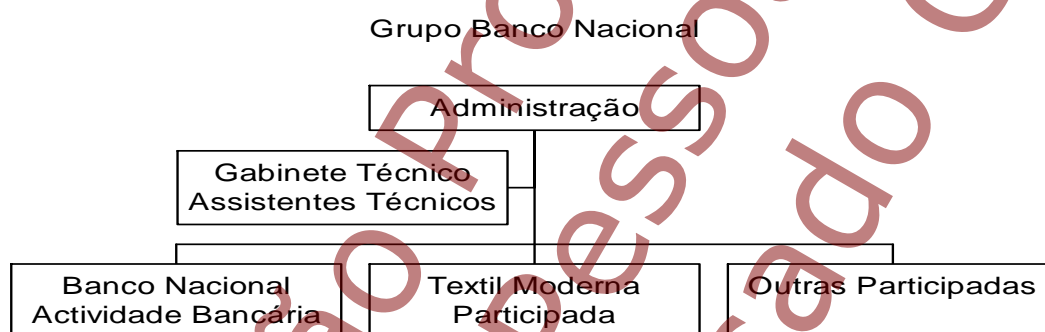 Grupo Banco Nacional
Administração
Gabinete Técnico
Assistentes Técnicos
Banco Nacional
Actividade Bancária
Textil Moderna
Participada
Outras Participadas